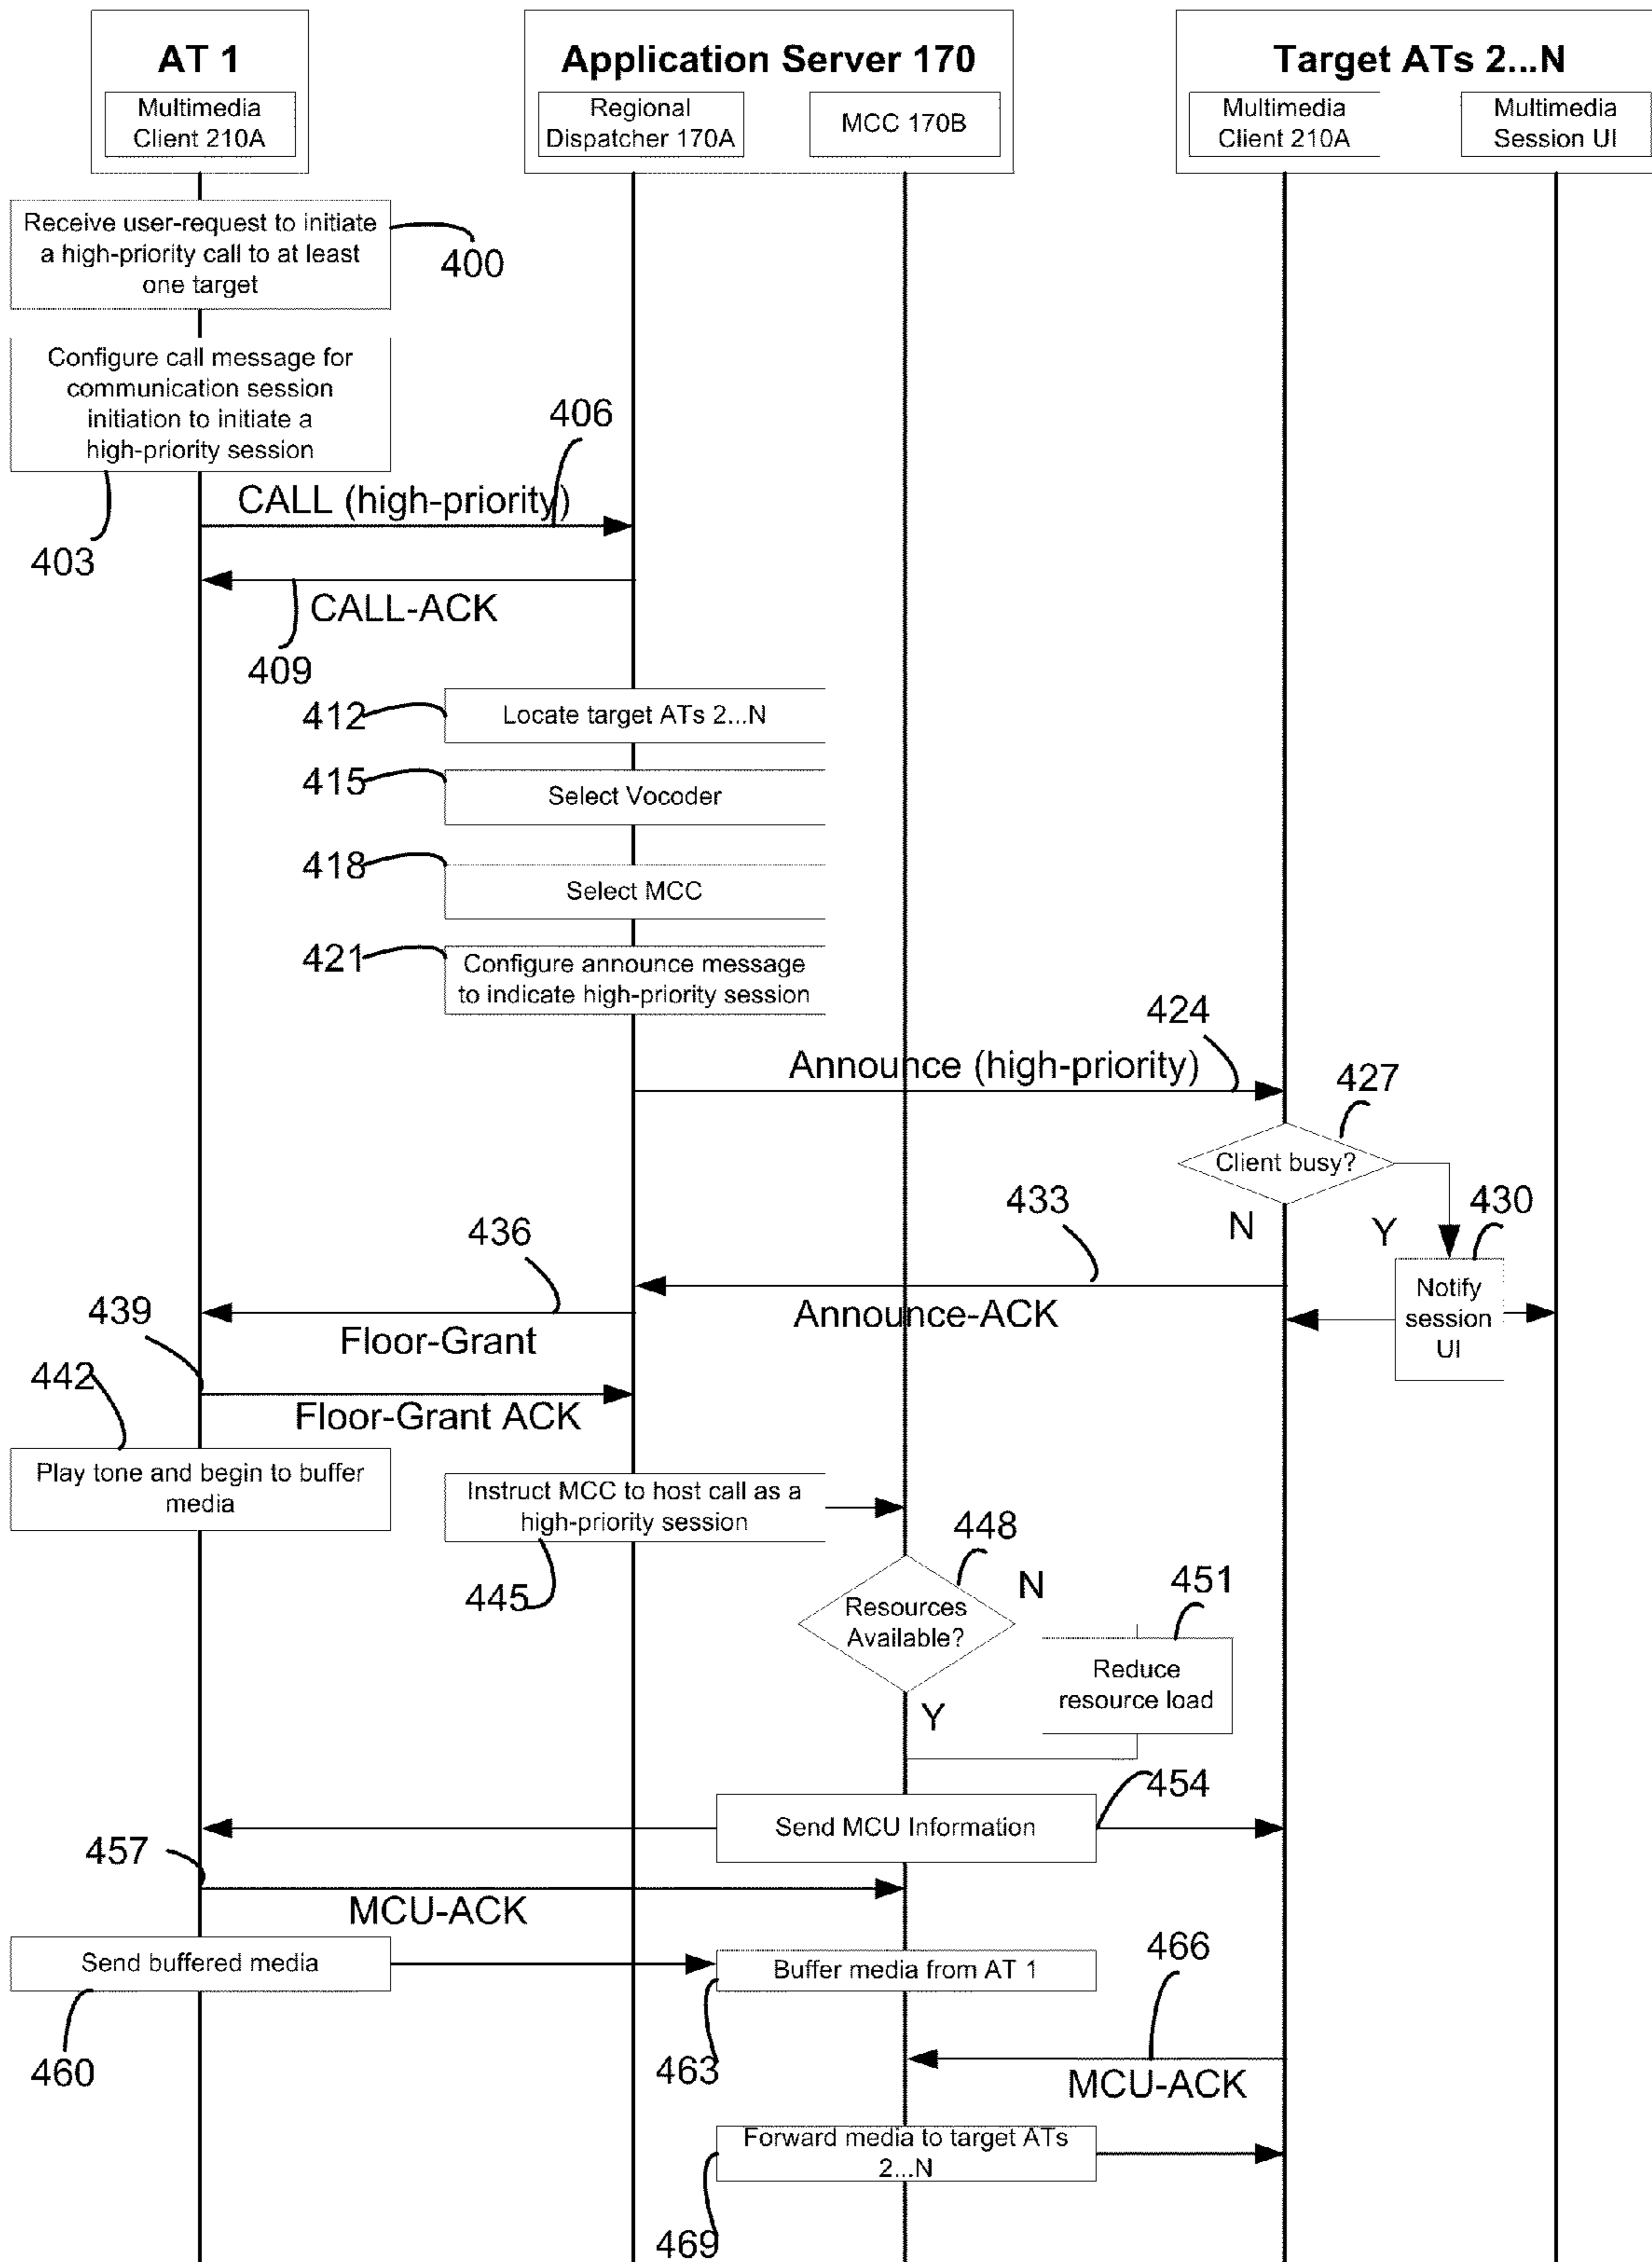 AT 1
Multimedia
Client 210A
Application Server 170
Regional
Dispatcher 170A
MCC 170B
Target ATs 2...N
Multimedia
Client 210A
Multimedia
Session UI
Receive user-request to initiate
a high-priority call to at least
one target
400
Configure call message for
communication session
initiation to initiate a
high-priority session
403
406
CALL (high-priority)
CALL-ACK
409
412
Locate target ATs 2...N
415
Select Vocoder
418
Select MCC
421
Configure announce message
to indicate high-priority session
424
Announce (high-priority)
427
Client busy?
N
Y
430
Notify
session
UI
433
Announce-ACK
436
Floor-Grant
439
Floor-Grant ACK
442
Play tone and begin to buffer
media
Instruct MCC to host call as a
high-priority session
445
448
Resources
Available?
N
Y
451
Reduce
resource load
454
Send MCU Information
457
MCU-ACK
Send buffered media
460
Buffer media from AT 1
463
466
MCU-ACK
Forward media to target ATs
2...N
469